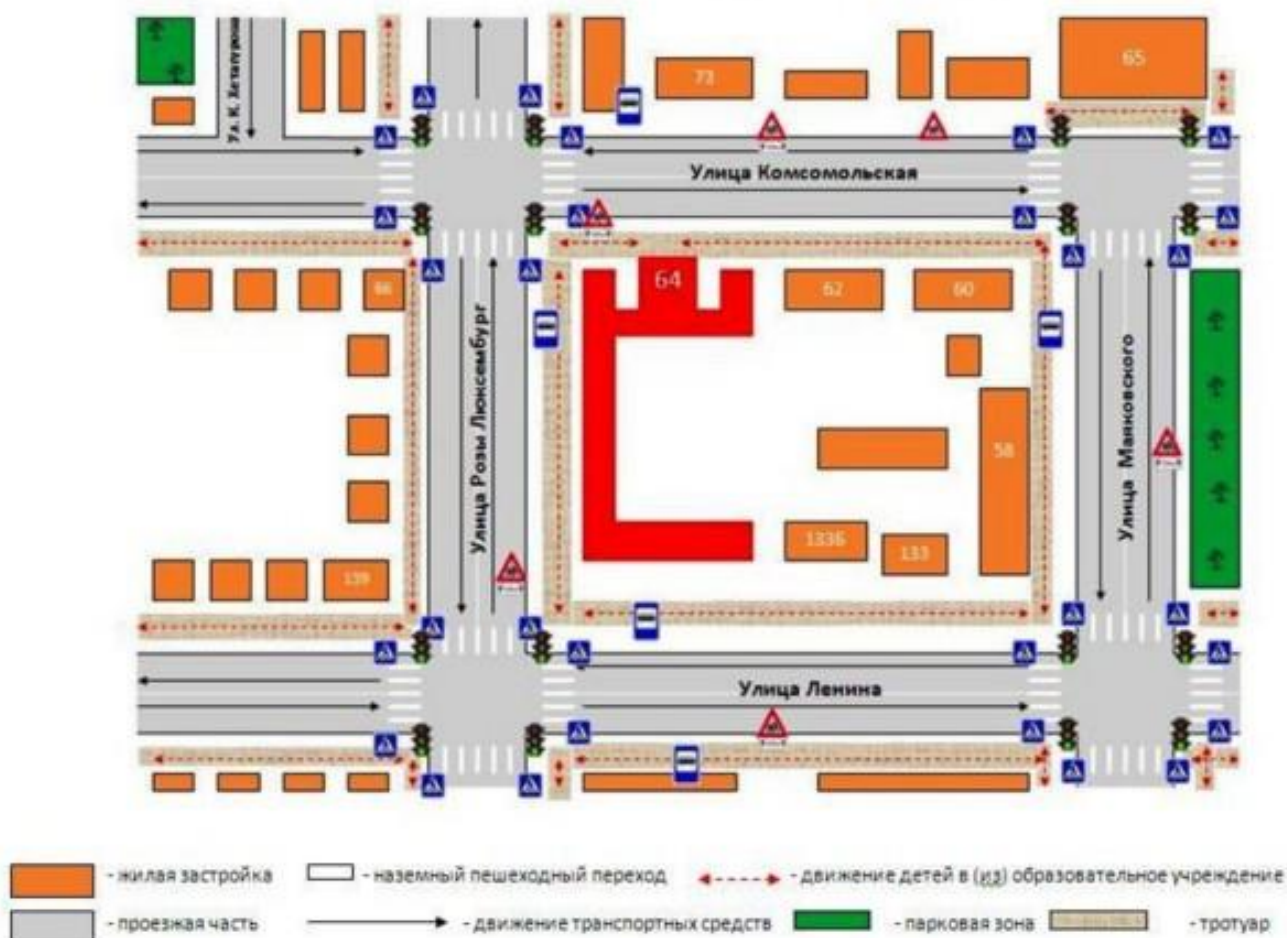 Ул. К. Хетагурова
73
65
Улица Комсомольская
64
66
62
60
Улица Розы Люксембург
Улица Маяковского
58
133б
133
139
Улица Ленина
- жилая застройка
- наземный пешеходный переход
- движение детей в (из) образовательное учреждение
- проезжая часть
- движение транспортных средств
- парковая зона
- тротуар